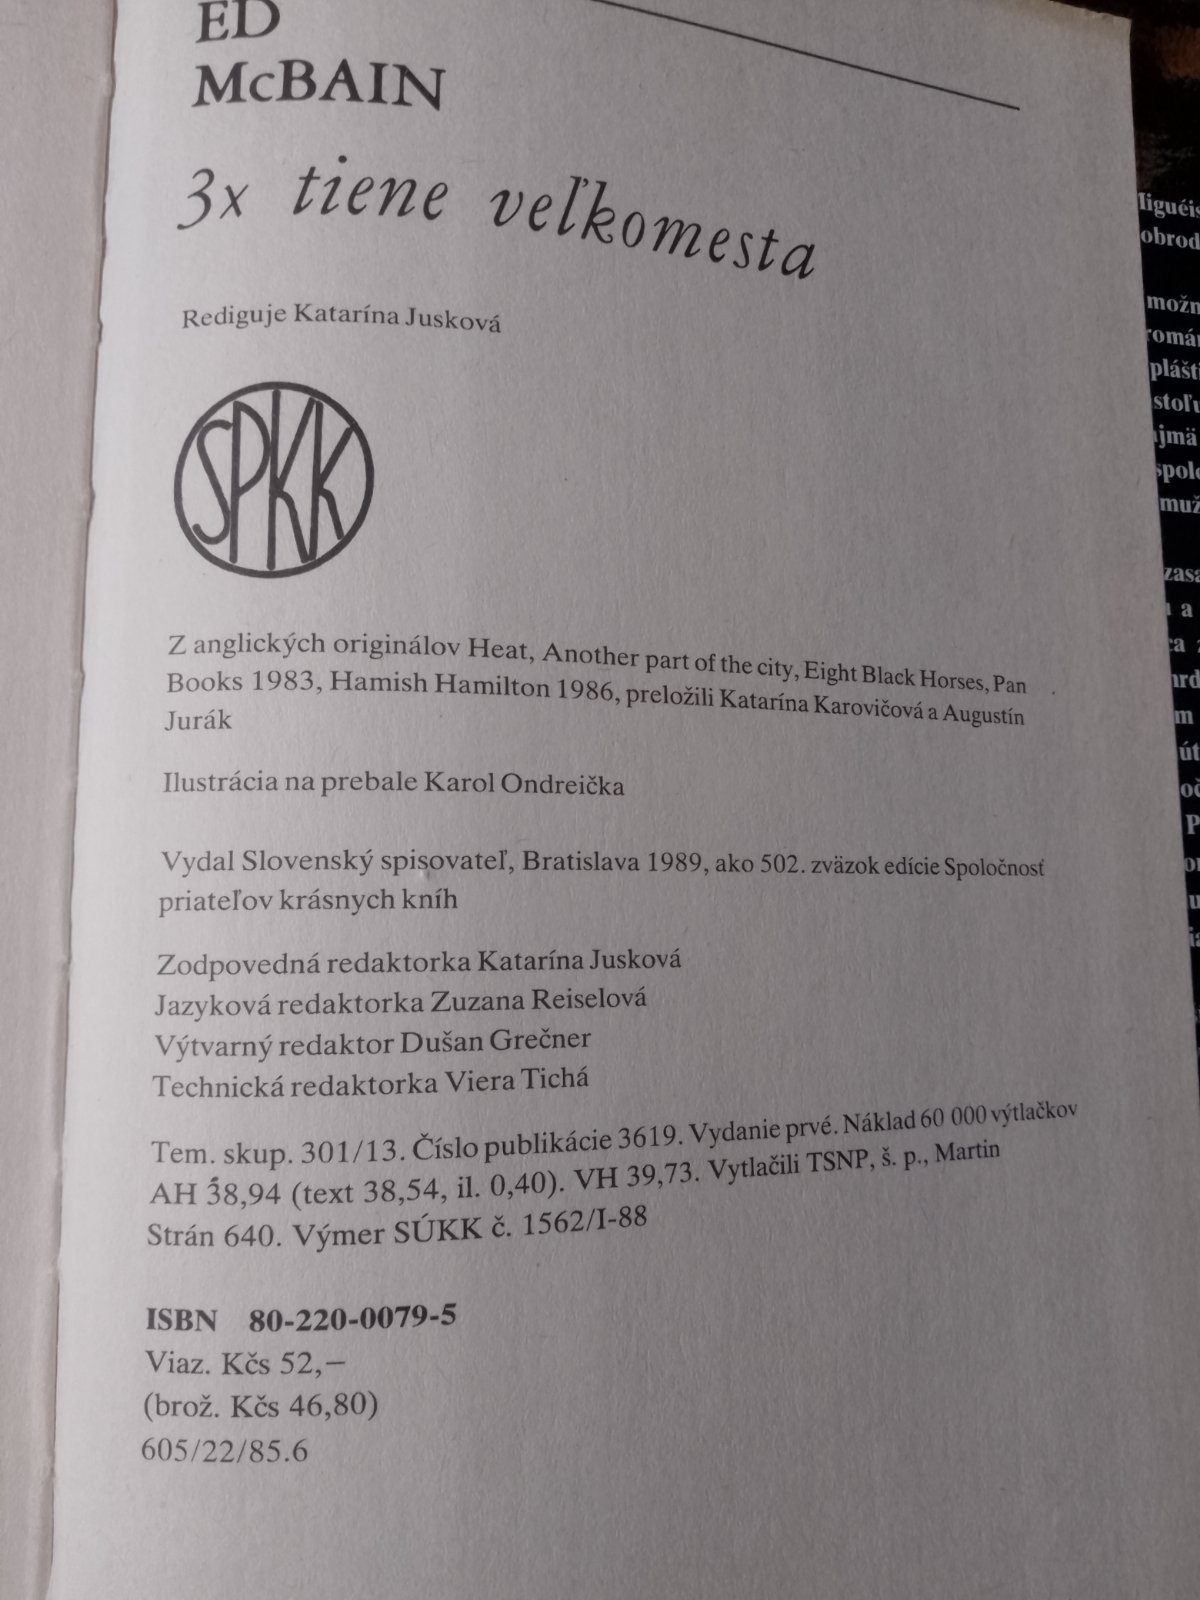 ED
McBAIN
3x tiene veľkomesta
Rediguje Katarína Jusková
SPKK
Z anglických originálov Heat, Another part of the city, Eight Black Horses, Pan
Books 1983, Hamish Hamilton 1986, preložili Katarína Karovičová a Augustín
Jurák
Ilustrácia na prebale Karol Ondreička
Vydal Slovenský spisovateľ, Bratislava 1989, ako 502. zväzok edície Spoločnosť
priateľov krásnych kníh
Zodpovedná redaktorka Katarína Jusková
Jazyková redaktorka Zuzana Reiselová
Výtvarný redaktor Dušan Grečner
Technická redaktorka Viera Tichá
Tem. skup. 301/13. Číslo publikácie 3619. Vydanie prvé. Náklad 60 000 výtlačkov
AH 38,94 (text 38,54, il. 0,40). VH 39,73. Vytlačili TSNP, š. p., Martin
Strán 640. Výmer SÚKK č. 1562/I-88
ISBN 80-220-0079-5
Viaz. Kčs 52,—
(brož. Kčs 46,80)
605/22/85.6